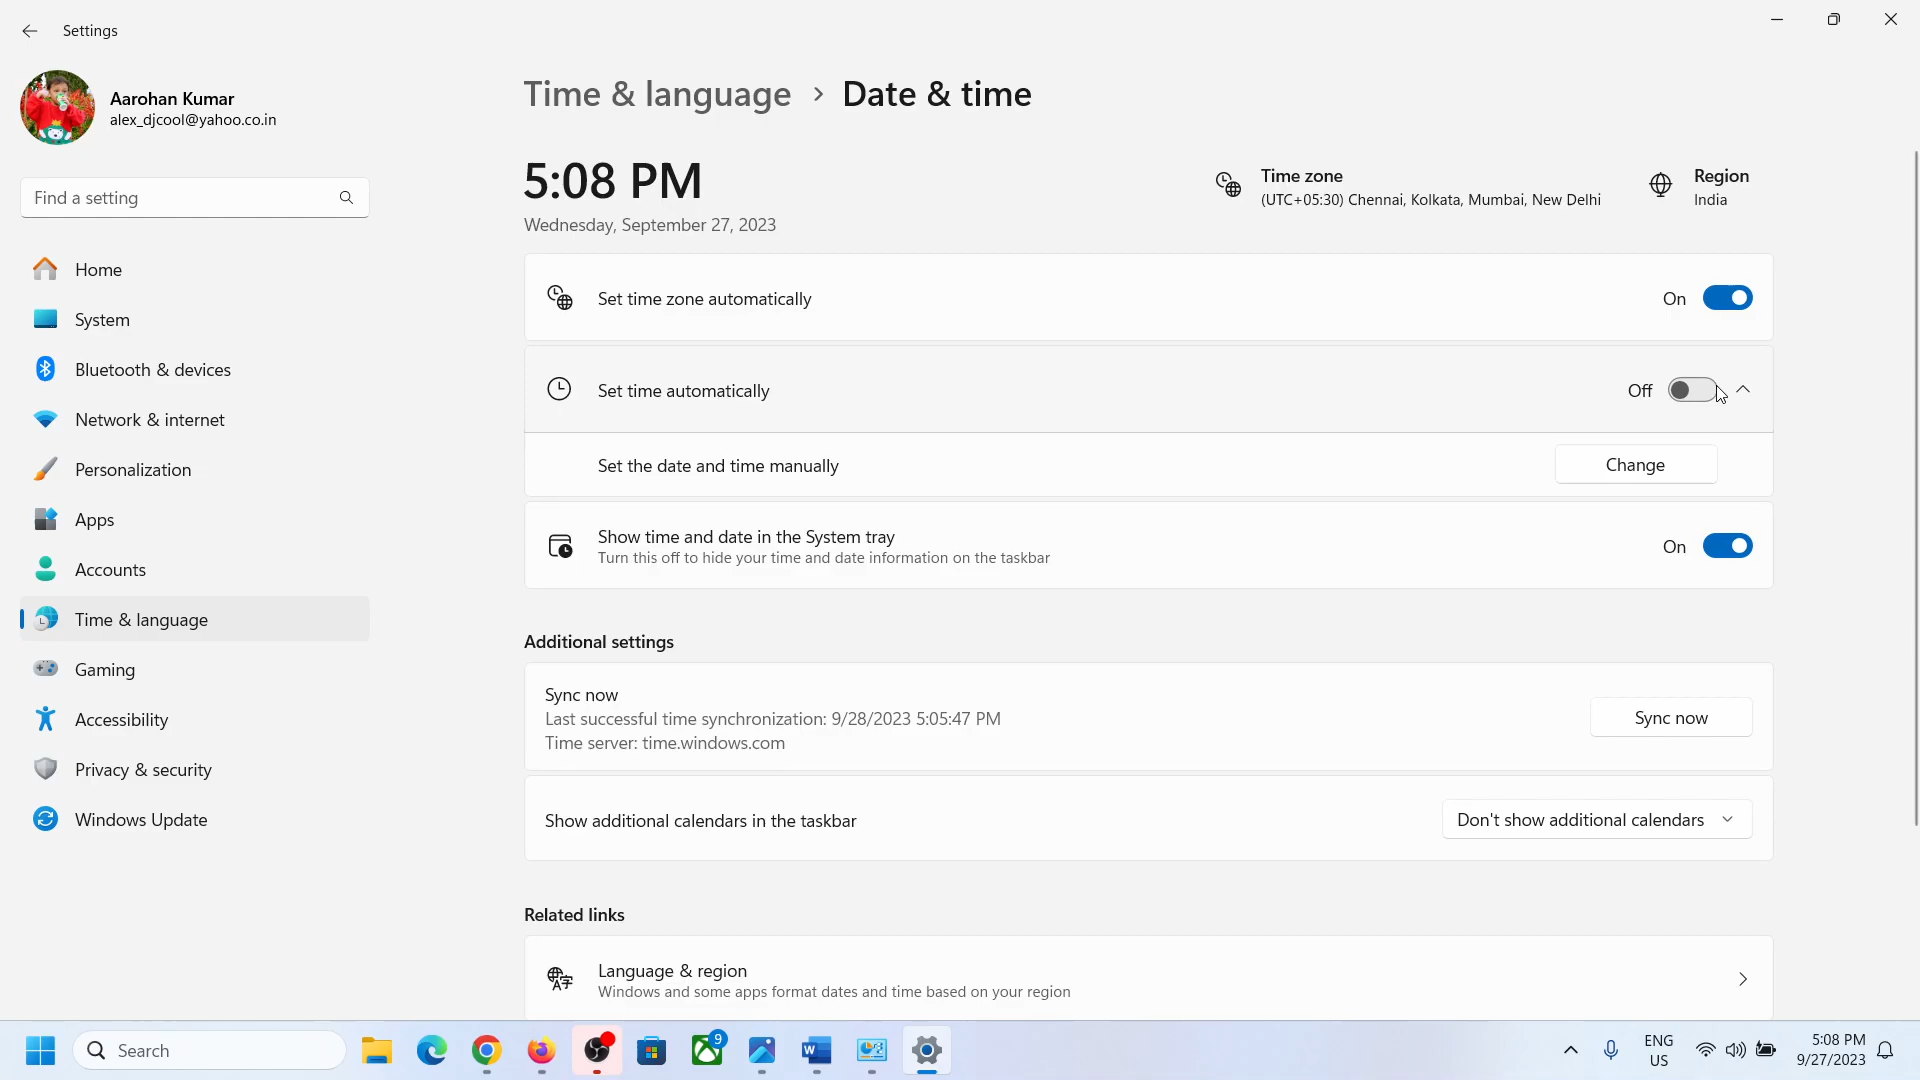 Settings
Aarohan Kumar
alex_djcool@yahoo.co.in
Find a setting
Home
System
Bluetooth & devices
Network & internet
Personalization
Apps
Accounts
Time & language
Gaming
Accessibility
Privacy & security
Windows Update
Time & language > Date & time
5:08 PM
Wednesday, September 27, 2023
Time zone
(UTC+05:30) Chennai, Kolkata, Mumbai, New Delhi
Region
India
Set time zone automatically
On
Set time automatically
Off
Set the date and time manually
Change
Show time and date in the System tray
Turn this off to hide your time and date information on the taskbar
On
Additional settings
Sync now
Last successful time synchronization: 9/28/2023 5:05:47 PM
Time server: time.windows.com
Sync now
Show additional calendars in the taskbar
Don't show additional calendars
Related links
Language & region
Windows and some apps format dates and time based on your region
Search
9
W
ENG
US
5:08 PM
9/27/2023